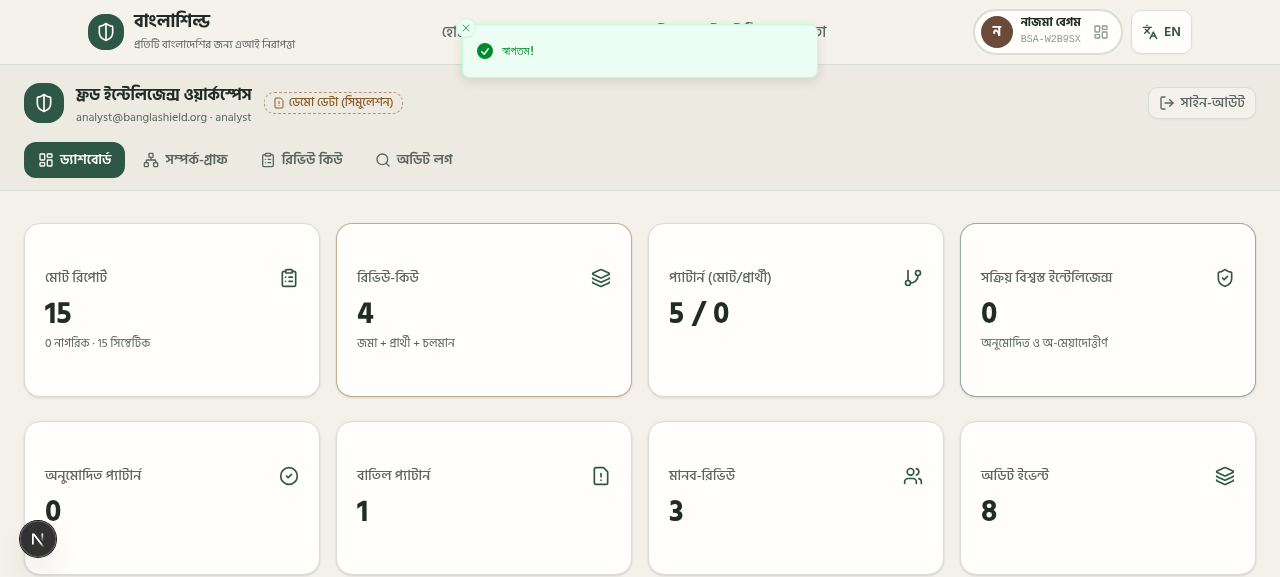 বাংলাশিল্ড
প্রতিটি বাংলাদেশির জন্য এআই নিরাপত্তা
স্বাগতম!
নাজমা বেগম
BSA-W2B9SX
ন
EN
ফ্রড ইন্টেলিজেন্স ওয়ার্কস্পেস
analyst@banglashield.org · analyst
ডেমো ডেটা (সিমুলেশন)
সাইন-আউট
ড্যাশবোর্ড
সম্পর্ক-গ্রাফ
রিভিউ কিউ
অডিট লগ
মোট রিপোর্ট
15
0 নাগরিক · 15 সিন্থেটিক
রিভিউ-কিউ
4
জমা + প্রার্থী + চলমান
প্যাটার্ন (মোট/প্রার্থী)
5 / 0
সক্রিয় বিশ্বস্ত ইন্টেলিজেন্স
0
অনুমোদিত ও অ-মেয়াদোত্তীর্ণ
অনুমোদিত প্যাটার্ন
0
বাতিল প্যাটার্ন
1
মানব-রিভিউ
3
অডিট ইভেন্ট
8
N